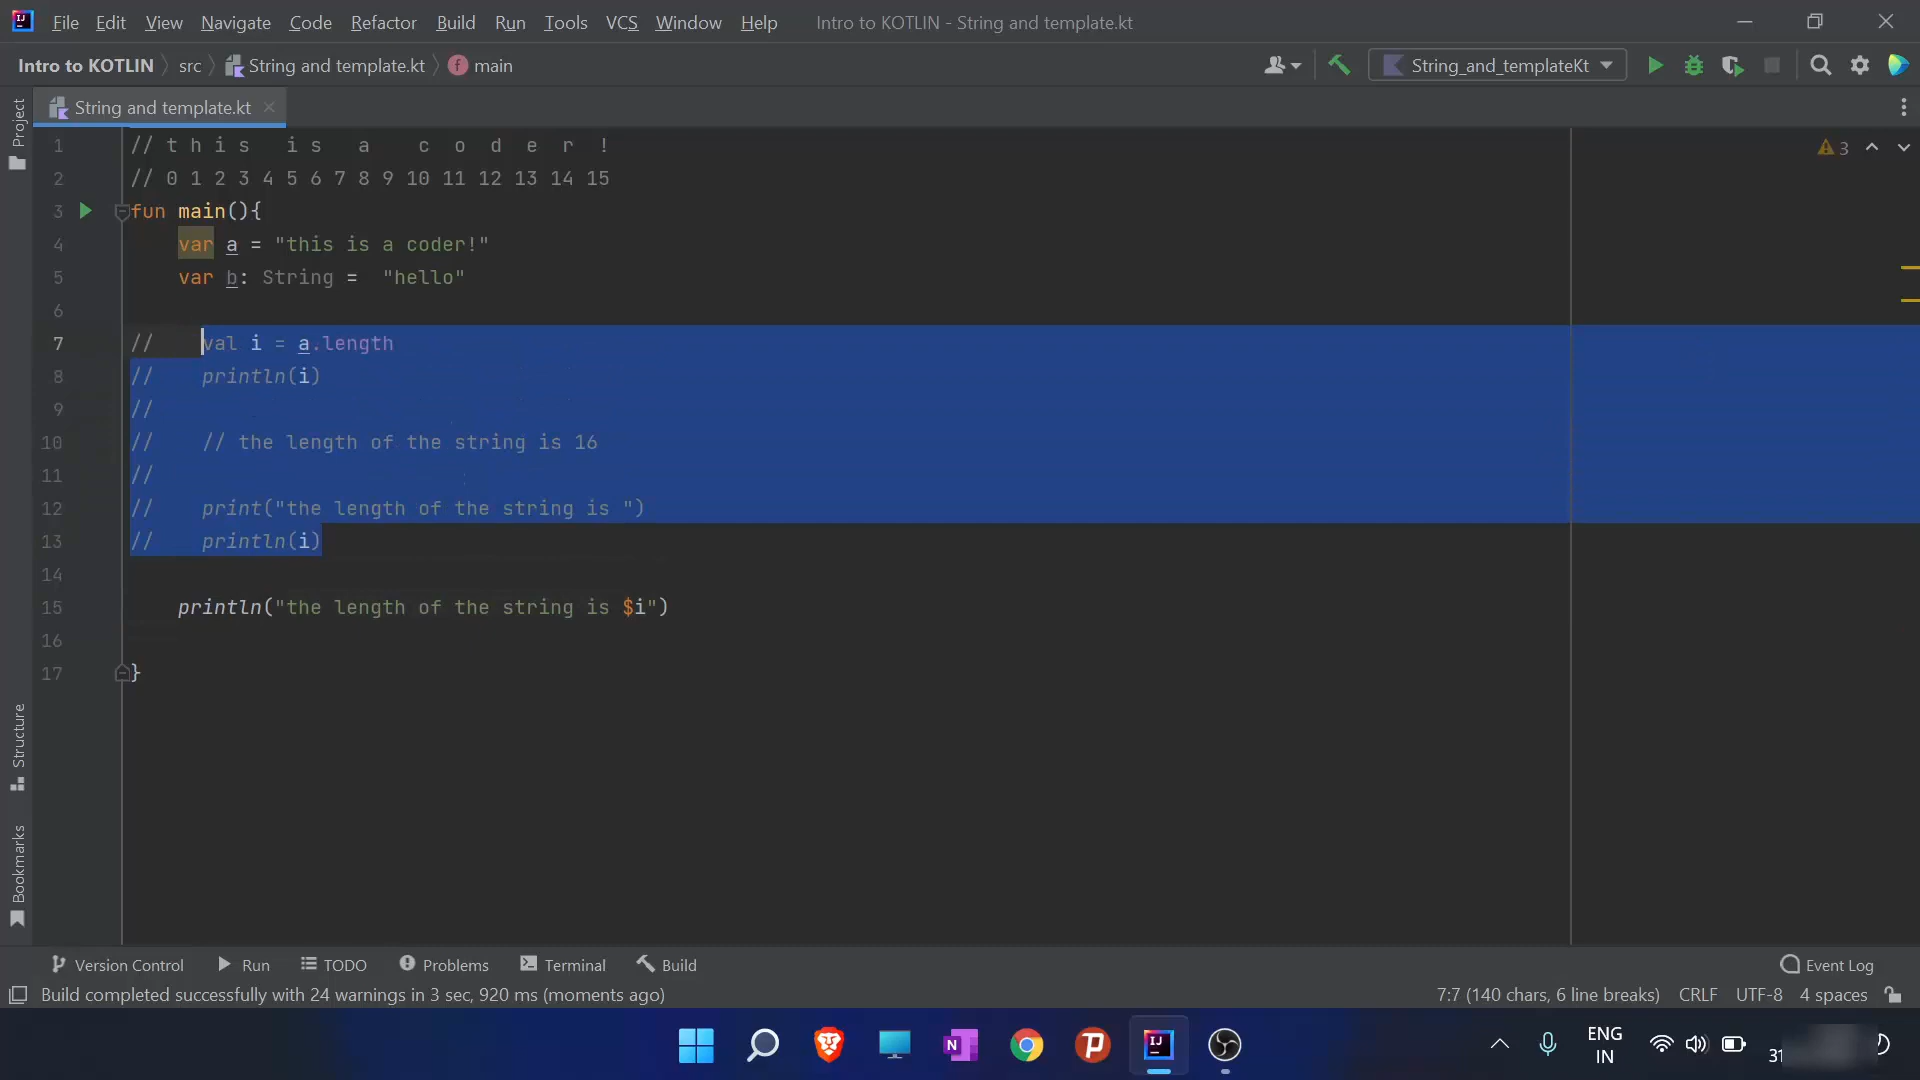 File Edit View Navigate Code Refactor Build Run Tools VCS Window Help Intro to KOTLIN - String and template.kt
Intro to KOTLIN src String and template.kt main String_and_templateKt
String and template.kt
Project
1 // t h i s i s a c o d e r ! 3
2 // 0 1 2 3 4 5 6 7 8 9 10 11 12 13 14 15
3 fun main(){
4 var a = "this is a coder!"
5 var b: String = "hello"
6
7 // val i = a.length
8 // println(i)
9 //
10 // // the length of the string is 16
11 //
12 // print("the length of the string is ")
13 // println(i)
14
15 println("the length of the string is $i")
16
17 }
Structure
Bookmarks
Version Control Run TODO Problems Terminal Build Event Log
Build completed successfully with 24 warnings in 3 sec, 920 ms (moments ago) 7:7 (140 chars, 6 line breaks) CRLF UTF-8 4 spaces
ENG
IN